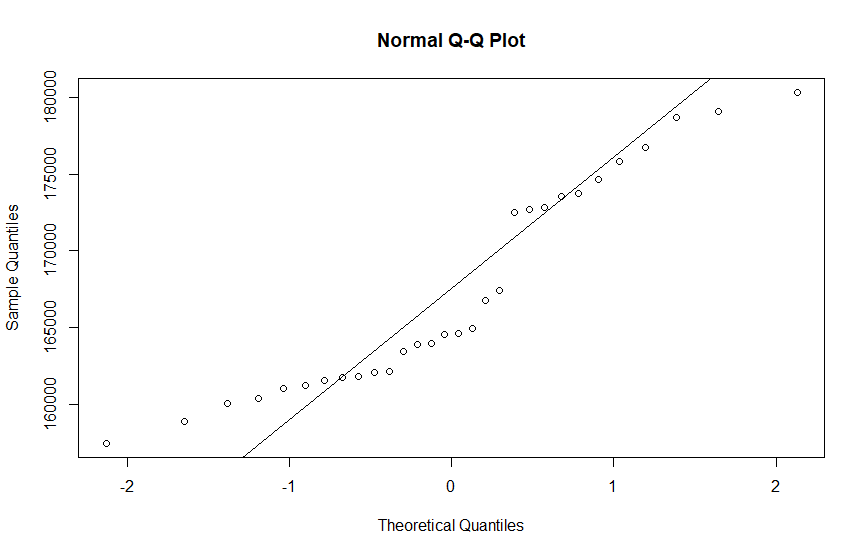 Normal Q-Q Plot
180000
175000
170000
165000
160000
Sample Quantiles
-2 -1 0 1 2
Theoretical Quantiles